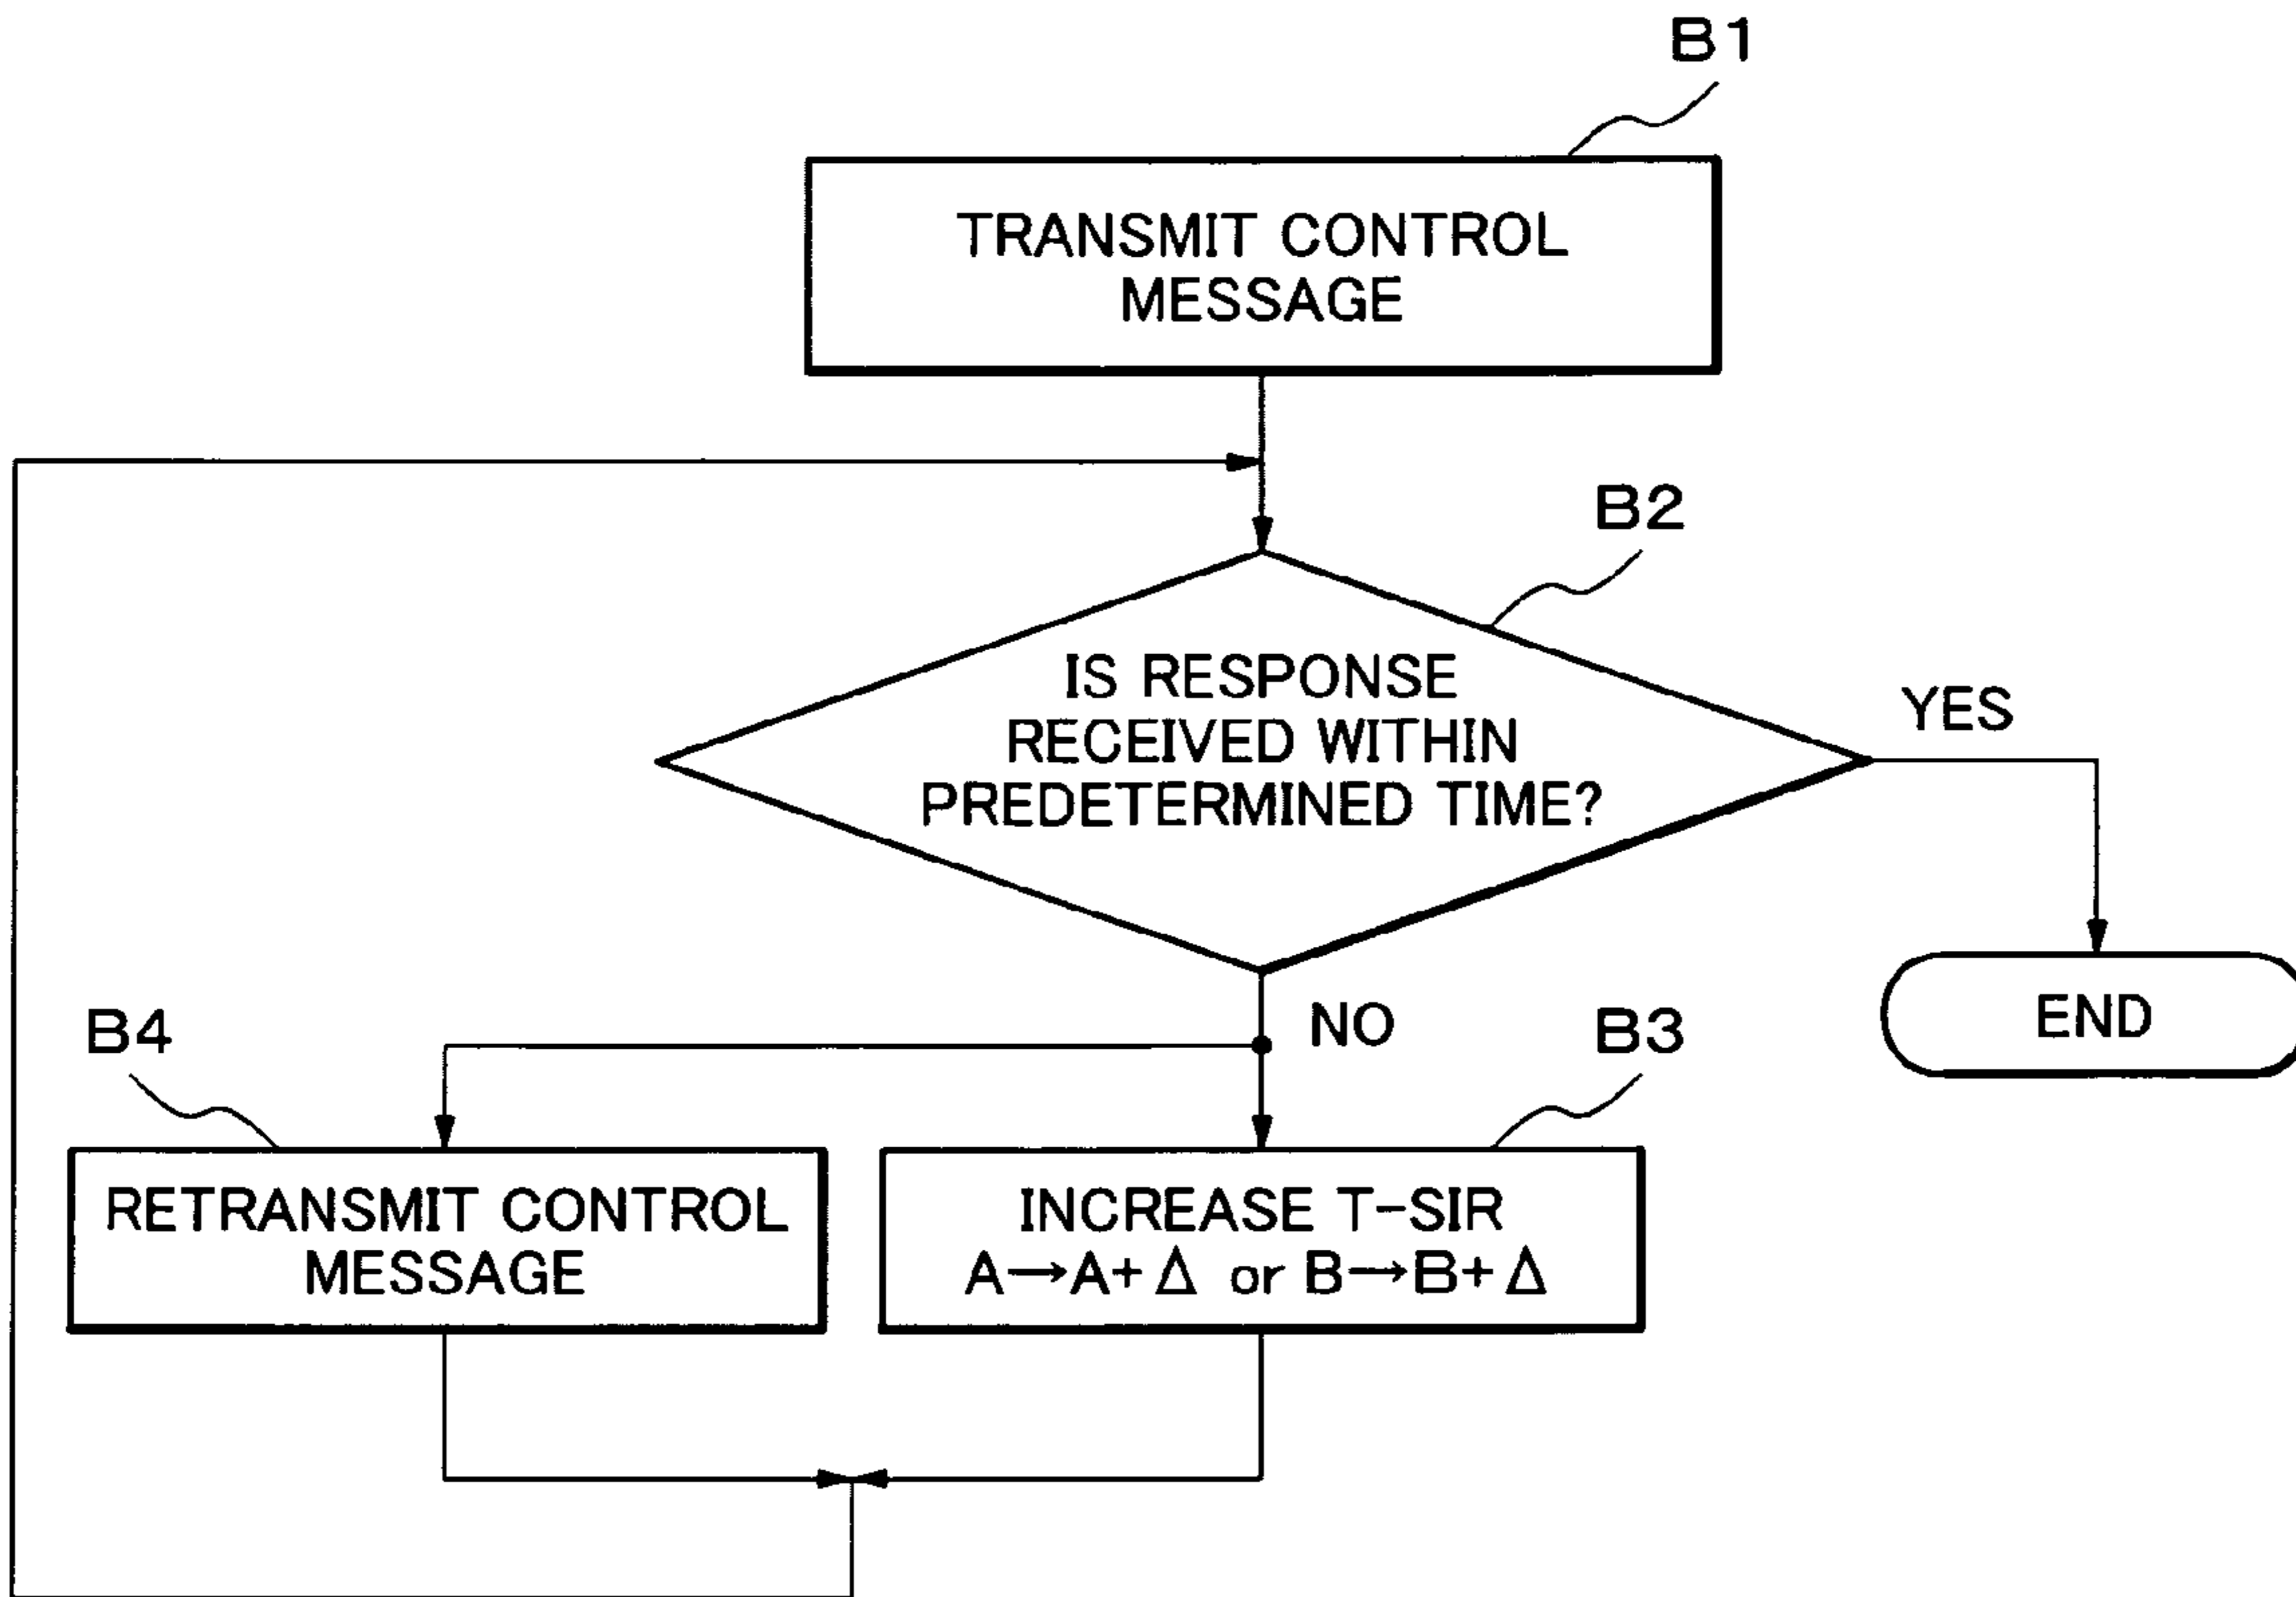 B1
TRANSMIT CONTROL
MESSAGE
B2
IS RESPONSE
RECEIVED WITHIN
PREDETERMINED TIME?
YES
END
NO
B4
B3
RETRANSMIT CONTROL
MESSAGE
INCREASE T-SIR
A→A+Δ or B→B+Δ